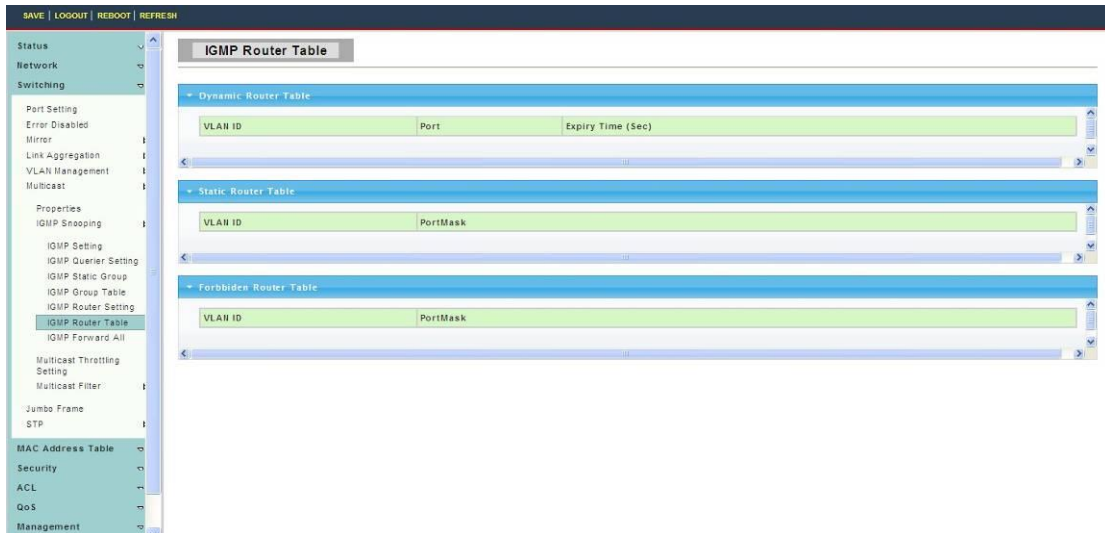 SAVE | LOGOUT | REBOOT | REFRESH
Status
Network
Switching
Port Setting
Error Disabled
Mirror
Link Aggregation
VLAN Management
Multicast
Properties
IGMP Snooping
IGMP Setting
IGMP Querier Setting
IGMP Static Group
IGMP Group Table
IGMP Router Setting
IGMP Router Table
IGMP Forward All
Multicast Throttling
Setting
Multicast Filter
Jumbo Frame
STP
MAC Address Table
Security
ACL
QoS
Management
IGMP Router Table
Dynamic Router Table
VLAN ID Port Expiry Time (Sec)
Static Router Table
VLAN ID PortMask
Forbbiden Router Table
VLAN ID PortMask